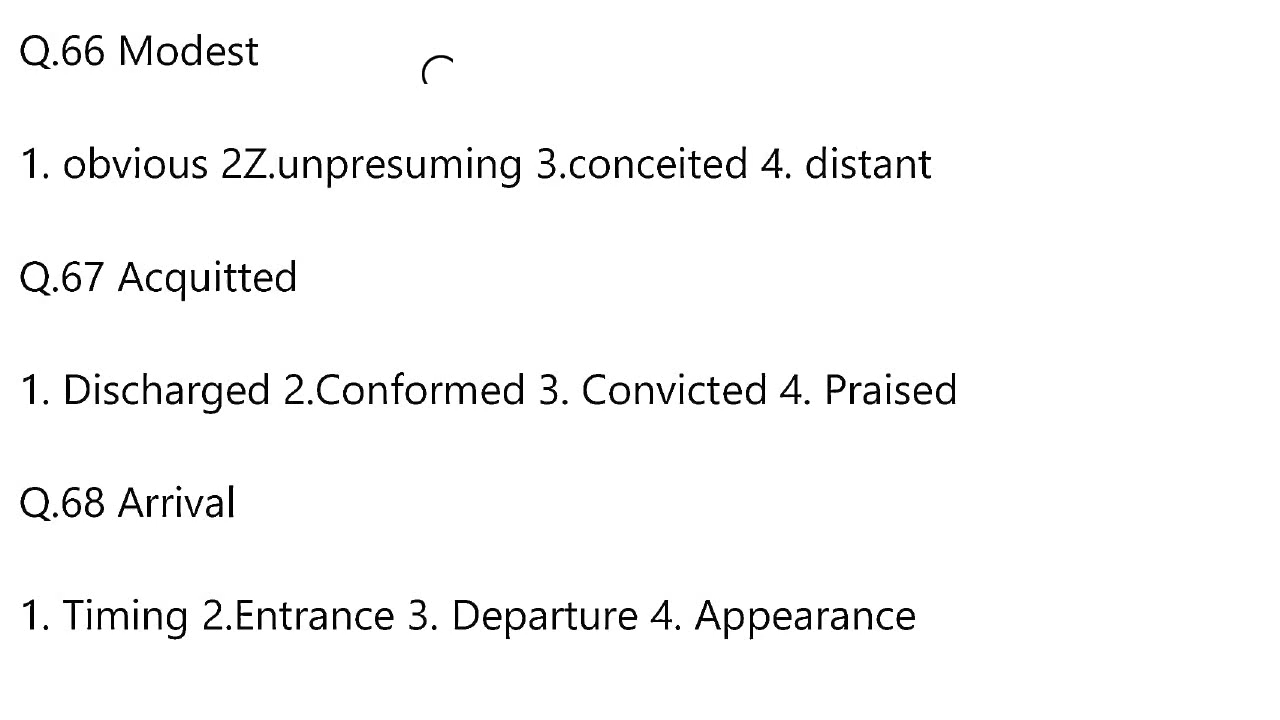 Q.66 Modest
1. obvious 2Z.unpresuming 3.conceited 4. distant
Q.67 Acquitted
1. Discharged 2.Conformed 3. Convicted 4. Praised
Q.68 Arrival
1. Timing 2.Entrance 3. Departure 4. Appearance